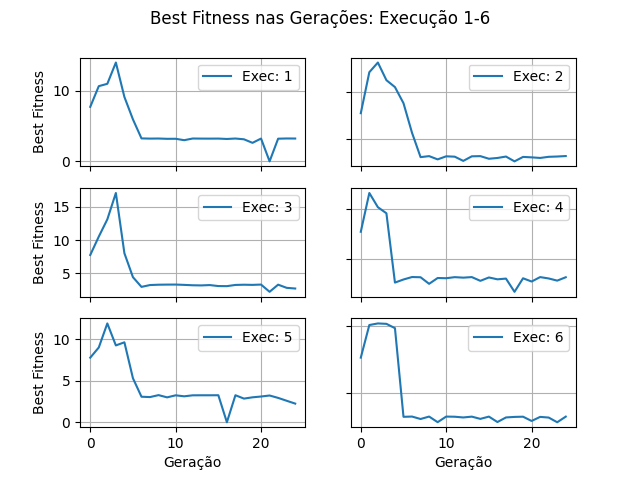 Best Fitness nas Gerações: Execução 1-6
Exec: 1
Exec: 2
10
0
Best Fitness
Exec: 3
Exec: 4
15
10
5
Best Fitness
Exec: 5
Exec: 6
10
5
0
Best Fitness
0 10 20
0 10 20
Geração
Geração